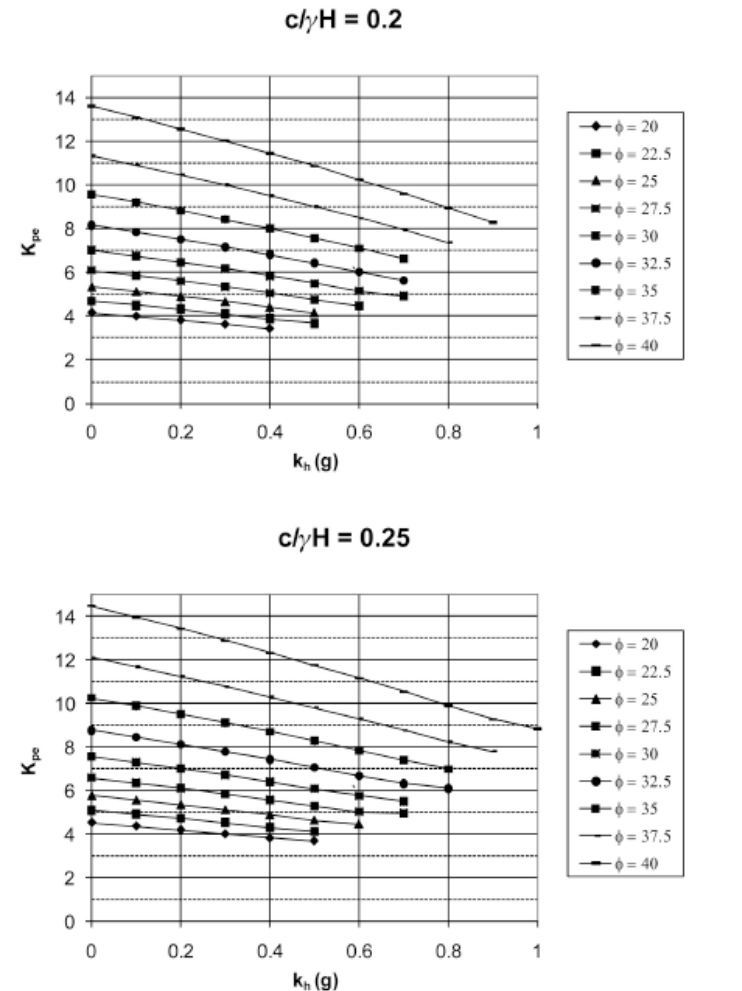 c/γH = 0.2
14
12
10
8
6
4
2
0
Kpe
0 0.2 0.4 0.6 0.8 1
kh (g)
ϕ = 20
ϕ = 22.5
ϕ = 25
ϕ = 27.5
ϕ = 30
ϕ = 32.5
ϕ = 35
ϕ = 37.5
ϕ = 40
c/γH = 0.25
14
12
10
8
6
4
2
0
Kpe
0 0.2 0.4 0.6 0.8 1
kh (g)
ϕ = 20
ϕ = 22.5
ϕ = 25
ϕ = 27.5
ϕ = 30
ϕ = 32.5
ϕ = 35
ϕ = 37.5
ϕ = 40